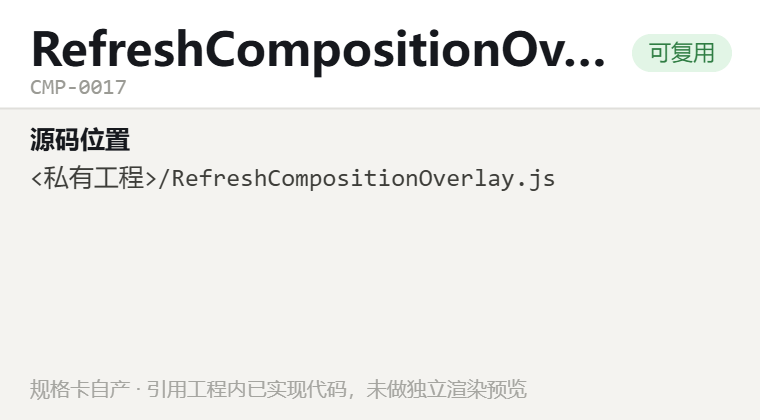 RefreshCompositionOv...
可复用
CMP-0017
源码位置
<私有工程>/RefreshCompositionOverlay.js
规格卡自产 · 引用工程内已实现代码，未做独立渲染预览